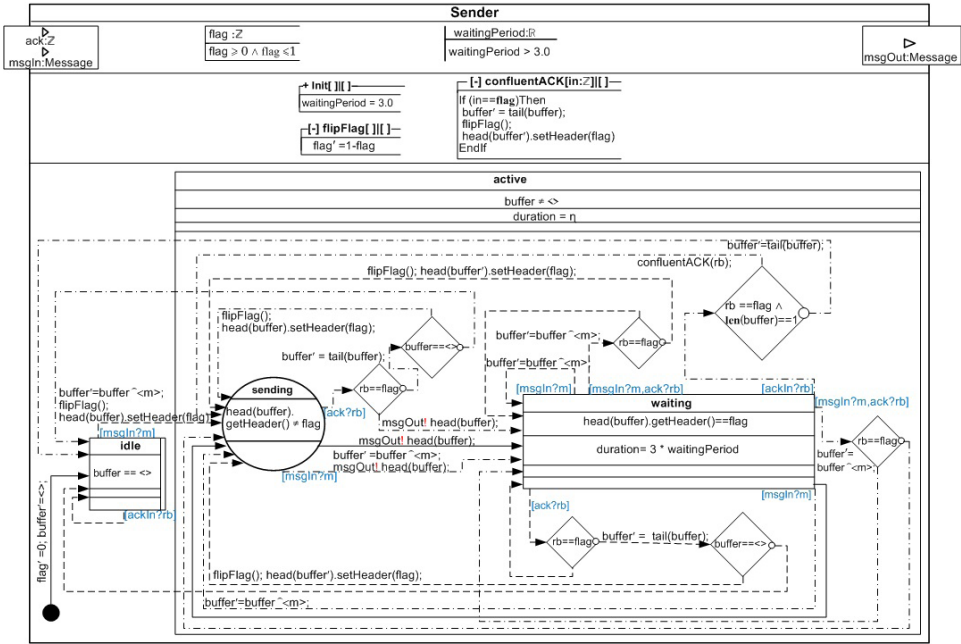 Sender
ack:ℤ
msgIn:Message
flag :ℤ
flag ⩾ 0 ∧ flag ⩽1
waitingPeriod:ℝ
waitingPeriod > 3.0
msgOut:Message
+ Init[ ]|[ ]
waitingPeriod = 3.0
[-] flipFlag[ ]|[ ]
flag′ =1-flag
[-] confluentACK[in:ℤ]|[ ]
If (in==flag)Then
buffer′ = tail(buffer);
flipFlag();
head(buffer′).setHeader(flag)
EndIf
active
buffer ≠ <>
duration = η
buffer′=tail(buffer);
confluentACK(rb);
flipFlag(); head(buffer′).setHeader(flag);
rb ==flag ∧
len(buffer)==1
flipFlag();
head(buffer).setHeader(flag);
buffer==<>
buffer′=buffer⌢<m>;
rb==flag
buffer′ = tail(buffer);
buffer′=buffer⌢<m>;
rb==flag
[msgIn?m]
[msgIn?m,ack?rb]
[ackIn?rb]
[msgIn?m,ackIn?rb]
buffer′=buffer⌢<m>;
flipFlag();
head(buffer).setHeader(flag)
[msgIn?m]
sending
head(buffer).
getHeader() ≠ flag
[ack?rb]
msgOut! head(buffer);
msgOut! head(buffer);
buffer′ =buffer⌢<m>;
msgOut! head(buffer);
[msgIn?m]
waiting
head(buffer).getHeader()==flag
duration= 3 * waitingPeriod
rb==flag
buffer′=
buffer⌢<m>;
[msgIn?m]
idle
buffer == <>
[ackIn?rb]
[ack?rb]
rb==flag
buffer′ = tail(buffer);
buffer==<>
flag′ =0; buffer′=<>;
flipFlag(); head(buffer′).setHeader(flag);
buffer′=buffer⌢<m>;